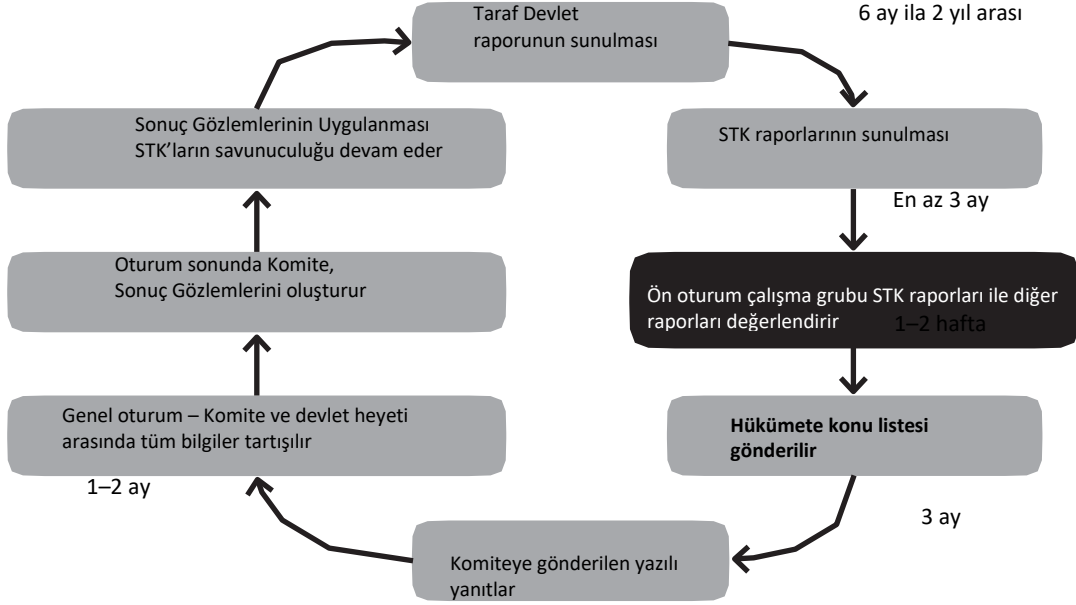 Taraf Devlet
raporunun sunulması
6 ay ila 2 yıl arası
STK raporlarının sunulması
En az 3 ay
Ön oturum çalışma grubu STK raporları ile diğer
raporları değerlendirir
1–2 hafta
Hükümete konu listesi
gönderilir
3 ay
Komiteye gönderilen yazılı
yanıtlar
1–2 ay
Genel oturum – Komite ve devlet heyeti
arasında tüm bilgiler tartışılır
Oturum sonunda Komite,
Sonuç Gözlemlerini oluşturur
Sonuç Gözlemlerinin Uygulanması
STK’ların savunuculuğu devam eder